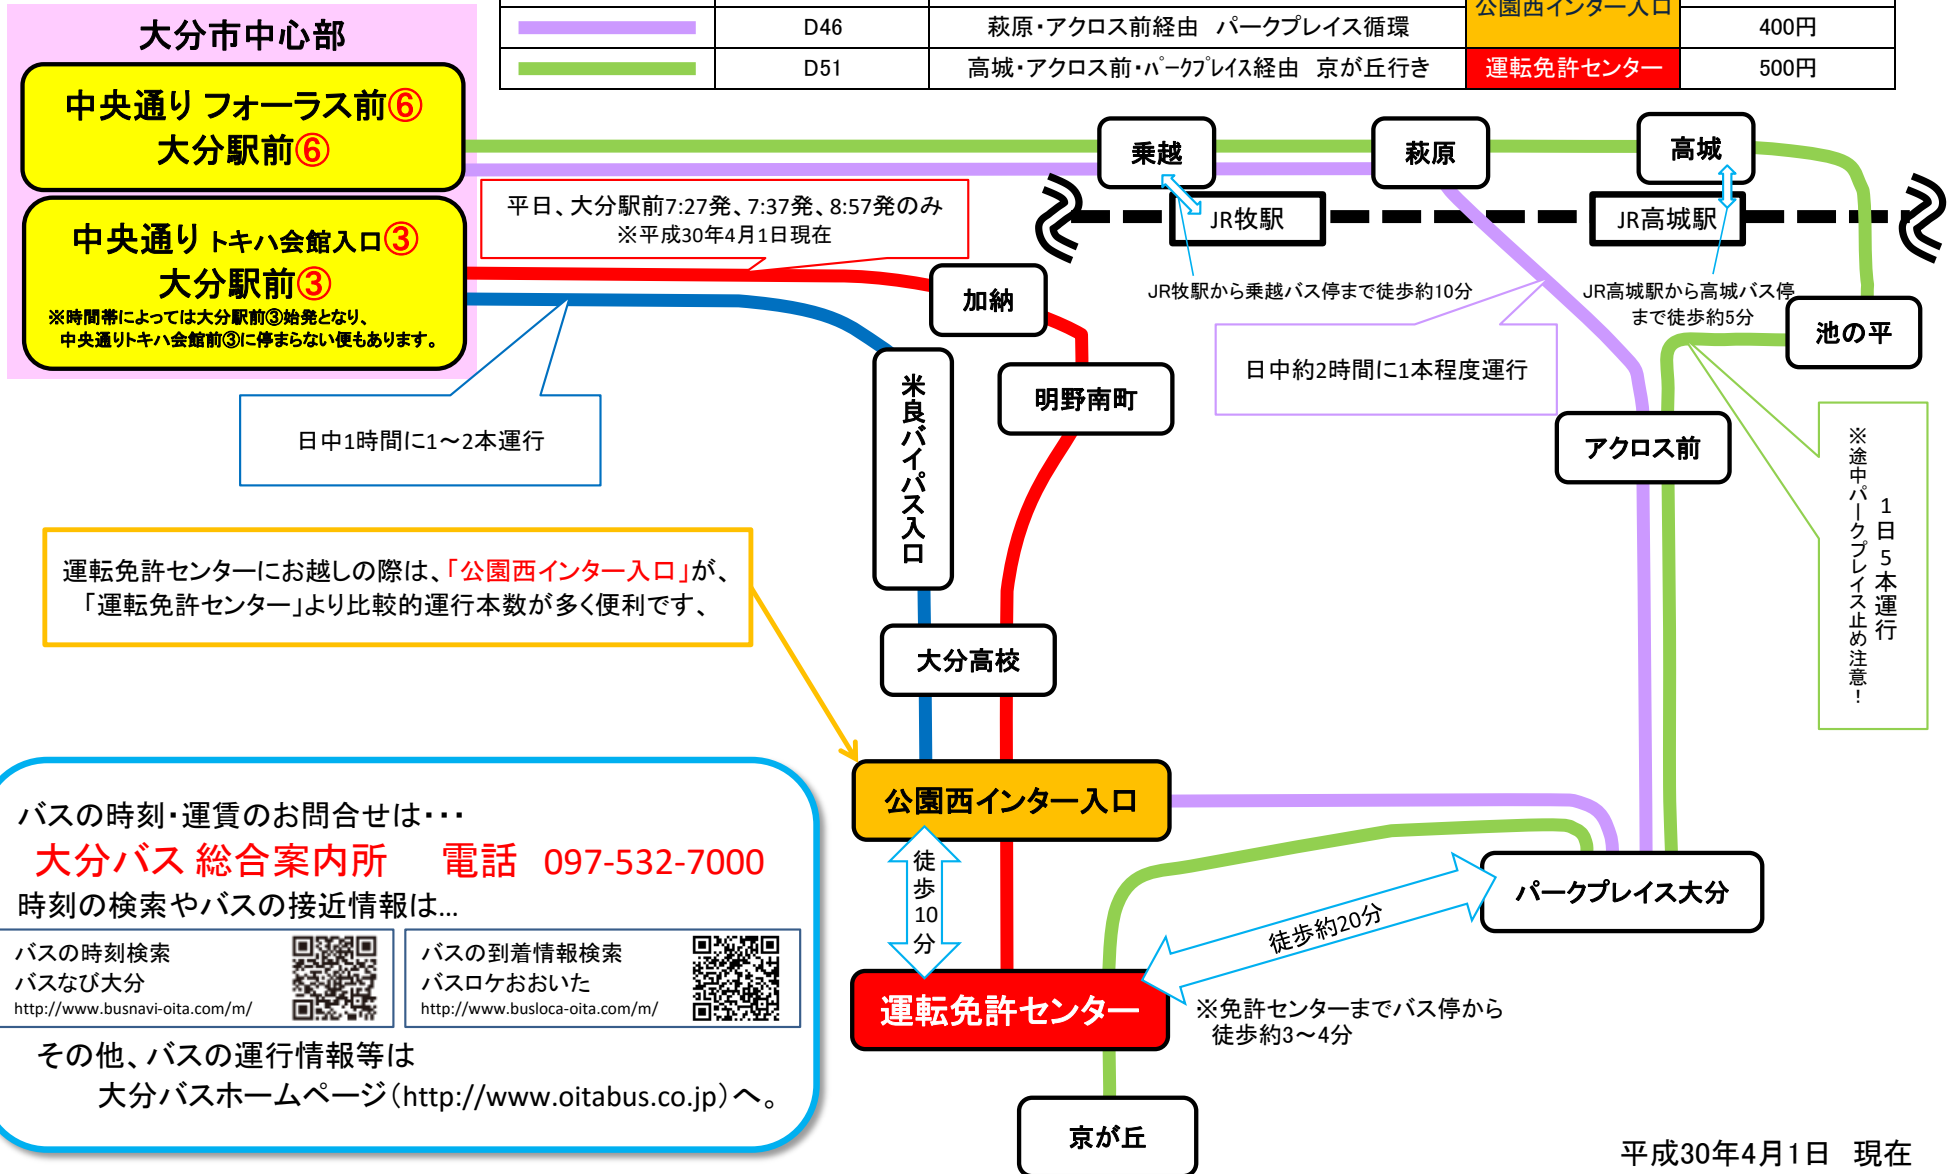 大分市中心部
中央通り フォーラス前⑥
大分駅前⑥
中央通り トキハ会館入口③
大分駅前③
※時間帯によっては大分駅前③始発となり、
中央通りトキハ会館前③に停まらない便もあります。
公園西インター入口
D46 萩原・アクロス前経由 パークプレイス循環 400円
D51 高城・アクロス前・パークプレイス経由 京が丘行き 運転免許センター 500円
平日、大分駅前7:27発、7:37発、8:57発のみ
※平成30年4月1日現在
乗越
萩原
高城
JR牧駅
JR高城駅
JR牧駅から乗越バス停まで徒歩約10分
JR高城駅から高城バス停
まで徒歩約5分
加納
池の平
日中約2時間に1本程度運行
明野南町
米良バイパス入口
アクロス前
日中1時間に1～2本運行
1日5本運行
※途中パークプレイス止め注意！
運転免許センターにお越しの際は、「公園西インター入口」が、
「運転免許センター」より比較的運行本数が多く便利です、
大分高校
公園西インター入口
徒歩10分
パークプレイス大分
徒歩約20分
運転免許センター
※免許センターまでバス停から
徒歩約3～4分
京が丘
バスの時刻・運賃のお問合せは・・・
大分バス 総合案内所 電話 097-532-7000
時刻の検索やバスの接近情報は...
バスの時刻検索
バスなび大分
http://www.busnavi-oita.com/m/
バスの到着情報検索
バスロケおおいた
http://www.busloca-oita.com/m/
その他、バスの運行情報等は
大分バスホームページ（http://www.oitabus.co.jp）へ。
平成30年4月1日 現在